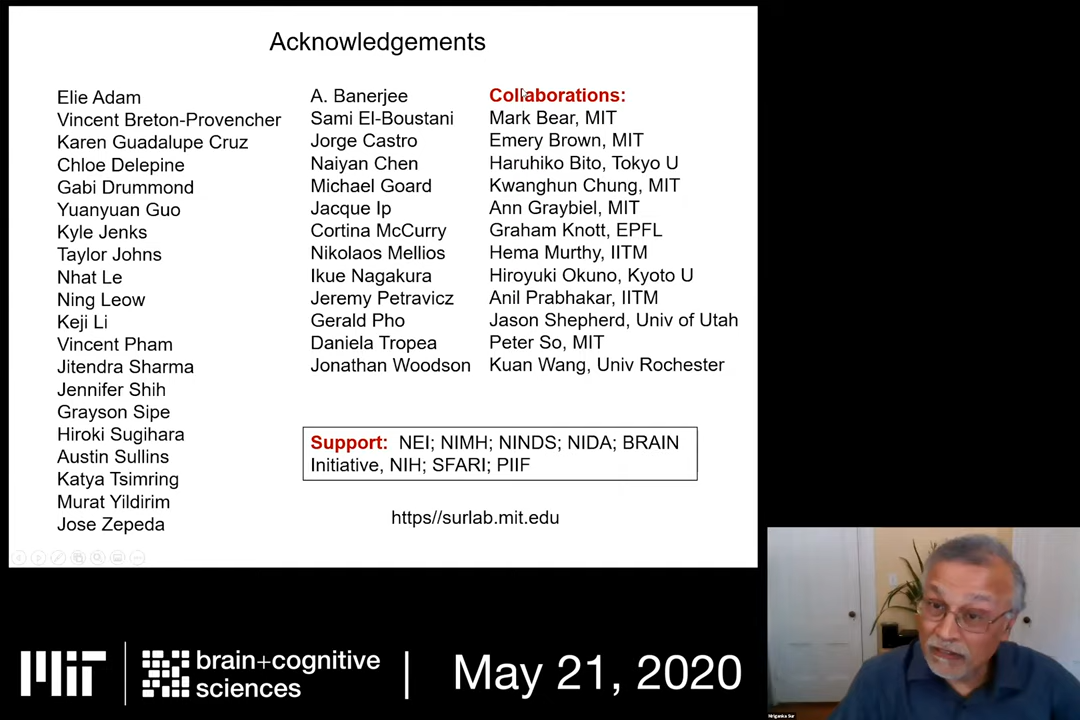 Acknowledgements
Elie Adam
Vincent Breton-Provencher
Karen Guadalupe Cruz
Chloe Delepine
Gabi Drummond
Yuanyuan Guo
Kyle Jenks
Taylor Johns
Nhat Le
Ning Leow
Keji Li
Vincent Pham
Jitendra Sharma
Jennifer Shih
Grayson Sipe
Hiroki Sugihara
Austin Sullins
Katya Tsimring
Murat Yildirim
Jose Zepeda
A. Banerjee
Sami El-Boustani
Jorge Castro
Naiyan Chen
Michael Goard
Jacque Ip
Cortina McCurry
Nikolaos Mellios
Ikue Nagakura
Jeremy Petravicz
Gerald Pho
Daniela Tropea
Jonathan Woodson
Collaborations:
Mark Bear, MIT
Emery Brown, MIT
Haruhiko Bito, Tokyo U
Kwanghun Chung, MIT
Ann Graybiel, MIT
Graham Knott, EPFL
Hema Murthy, IITM
Hiroyuki Okuno, Kyoto U
Anil Prabhakar, IITM
Jason Shepherd, Univ of Utah
Peter So, MIT
Kuan Wang, Univ Rochester
Support: NEI; NIMH; NINDS; NIDA; BRAIN
Initiative, NIH; SFARI; PIIF
https//surlab.mit.edu
MIT
brain+cognitive
sciences
May 21, 2020
Mriganka Sur